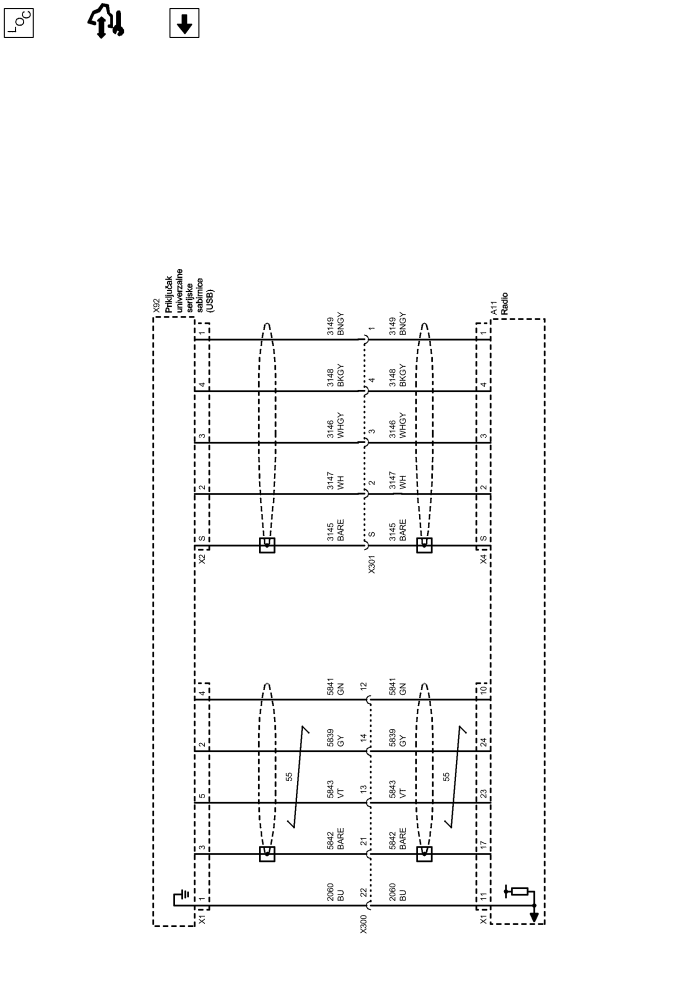 LOC
X92
Priključak
univerzalne
serijske
sabirnice
(USB)
A11
Radio
1
3149
BNGY
1
3149
BNGY
1
4
3148
BKGY
4
3148
BKGY
4
3
3146
WHGY
3
3146
WHGY
3
2
3147
WH
2
3147
WH
2
S
3145
BARE
S
3145
BARE
S
X2
X301
X4
4
5841
GN
12
5841
GN
10
2
5839
GY
14
5839
GY
24
55
55
5
5843
VT
13
5843
VT
23
3
5842
BARE
21
5842
BARE
17
1
2060
BU
22
2060
BU
11
X1
X300
X1